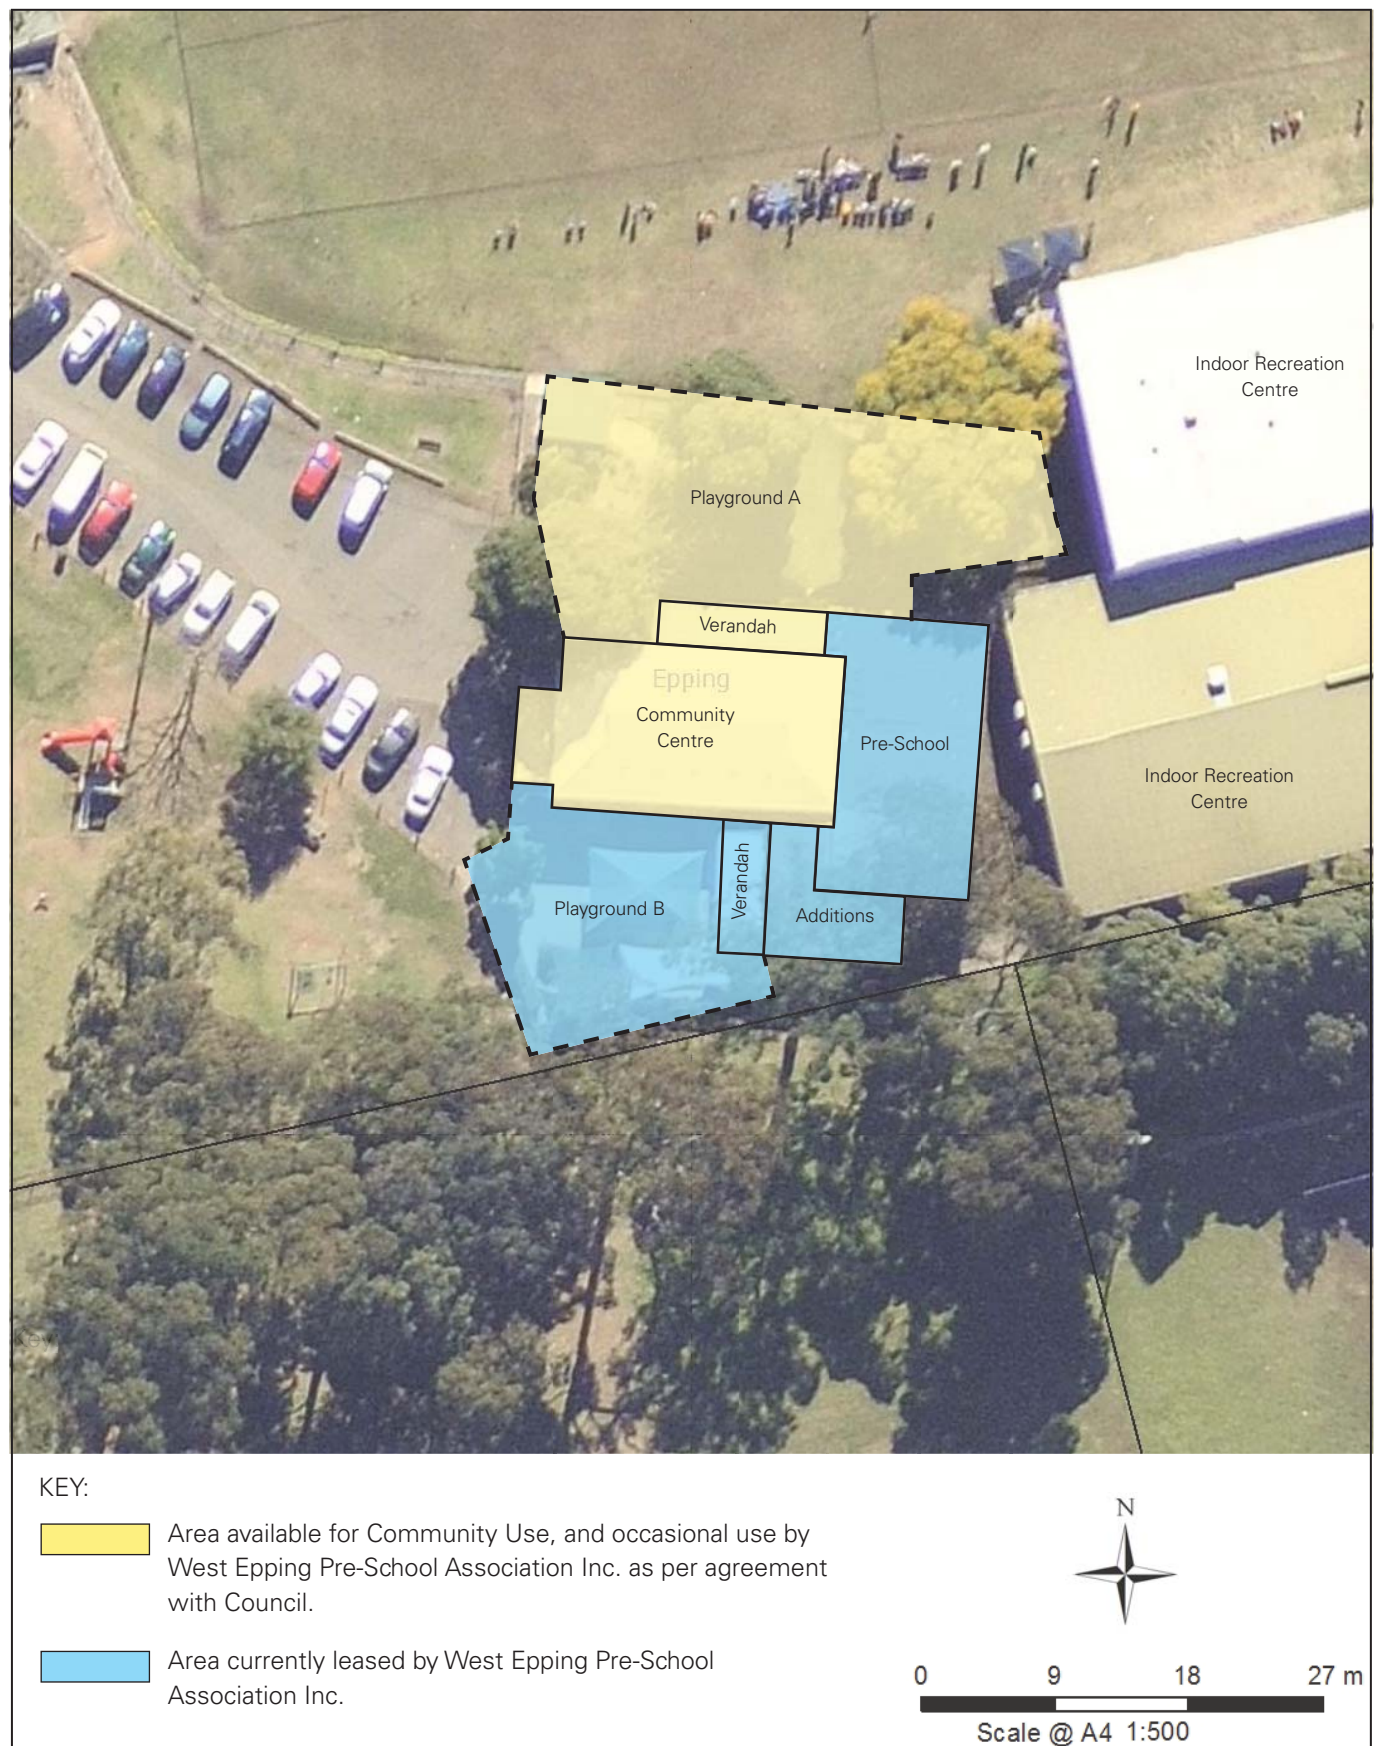 Indoor Recreation
Centre
Playground A
Verandah
Epping
Community
Centre
Pre-School
Indoor Recreation
Centre
Verandah
Playground B
Additions
KEY:
Area available for Community Use, and occasional use by
West Epping Pre-School Association Inc. as per agreement
with Council.
Area currently leased by West Epping Pre-School
Association Inc.
N
0 9 18 27 m
Scale @ A4 1:500